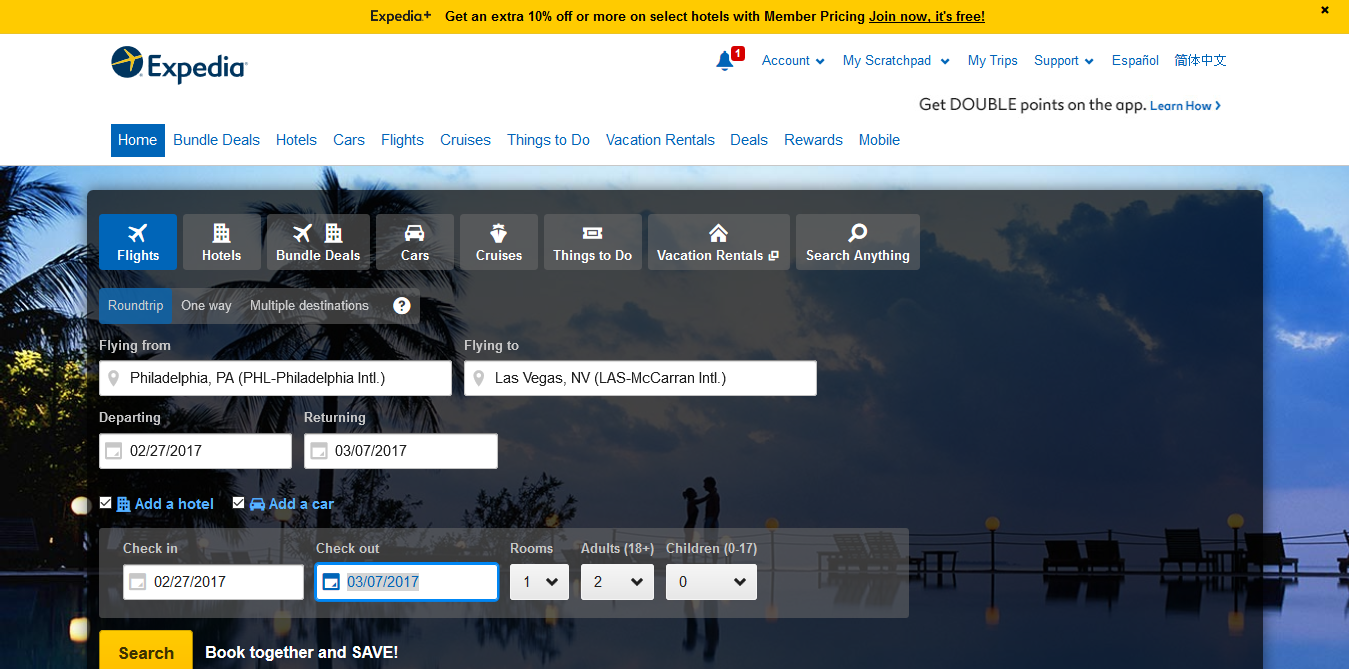 Expedia+ Get an extra 10% off or more on select hotels with Member Pricing Join now, it's free!
Expedia
1 Account My Scratchpad My Trips Support Español 简体中文
Get DOUBLE points on the app. Learn How
Home Bundle Deals Hotels Cars Flights Cruises Things to Do Vacation Rentals Deals Rewards Mobile
Flights Hotels Bundle Deals Cars Cruises Things to Do Vacation Rentals Search Anything
Roundtrip One way Multiple destinations ?
Flying from Flying to
Philadelphia, PA (PHL-Philadelphia Intl.) Las Vegas, NV (LAS-McCarran Intl.)
Departing Returning
02/27/2017 03/07/2017
Add a hotel Add a car
Check in Check out Rooms Adults (18+) Children (0-17)
02/27/2017 03/07/2017 1 2 0
Search Book together and SAVE!